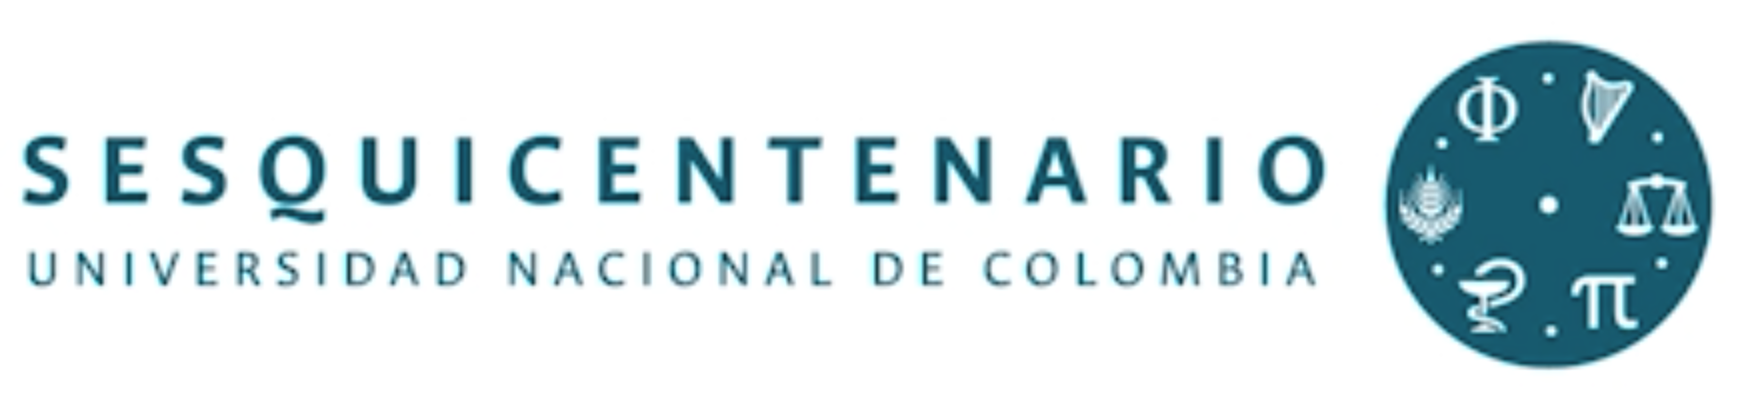 SESQUICENTENARIO
UNIVERSIDAD NACIONAL DE COLOMBIA
Φ
π